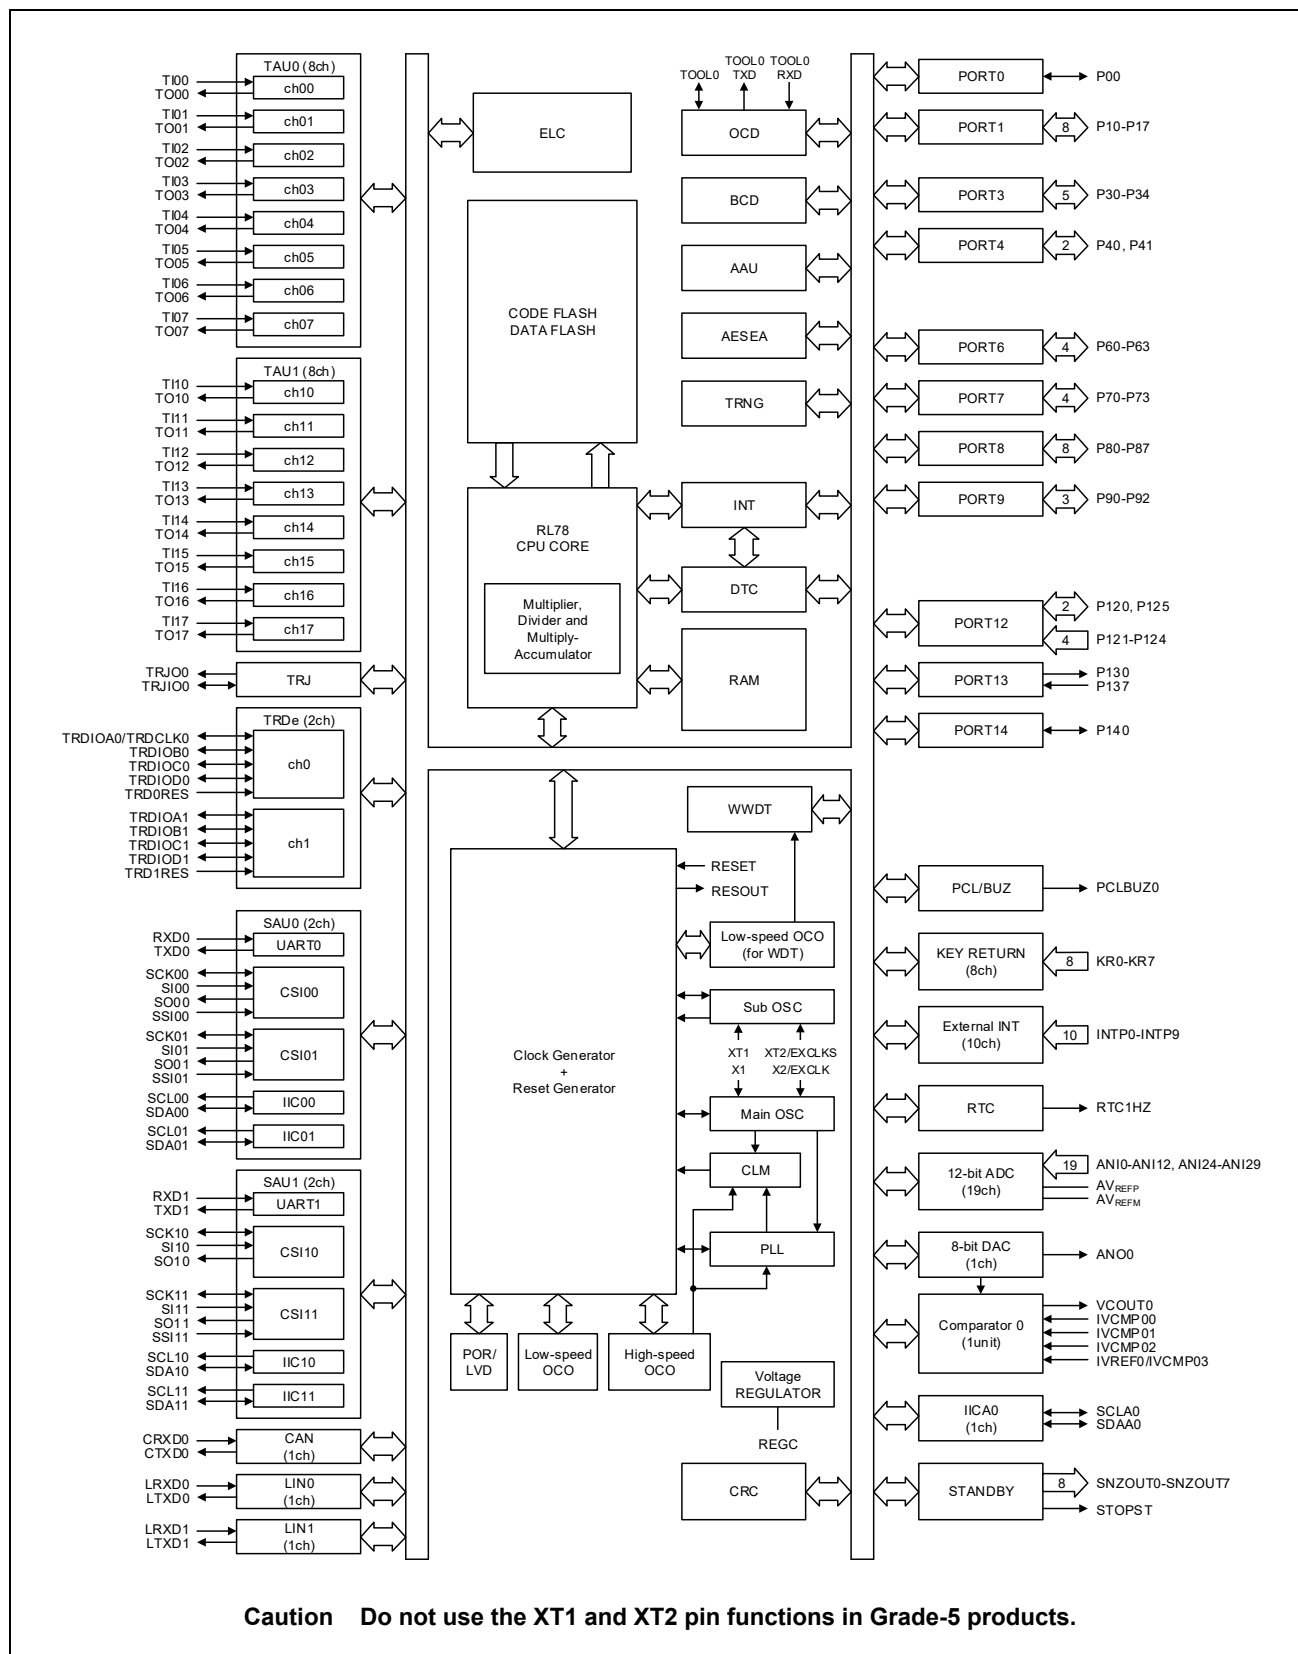 TAU0 (8ch)
TI00
TO00
ch00
TI01
TO01
ch01
TI02
TO02
ch02
TI03
TO03
ch03
TI04
TO04
ch04
TI05
TO05
ch05
TI06
TO06
ch06
TI07
TO07
ch07
TAU1 (8ch)
TI10
TO10
ch10
TI11
TO11
ch11
TI12
TO12
ch12
TI13
TO13
ch13
TI14
TO14
ch14
TI15
TO15
ch15
TI16
TO16
ch16
TI17
TO17
ch17
TRJO0
TRJIO0
TRJ
TRDe (2ch)
TRDIOA0/TRDCLK0
TRDIOB0
TRDIOC0
TRDIOD0
TRD0RES
ch0
TRDIOA1
TRDIOB1
TRDIOC1
TRDIOD1
TRD1RES
ch1
SAU0 (2ch)
RXD0
TXD0
UART0
SCK00
SI00
SO00
SSI00
CSI00
SCK01
SI01
SO01
SSI01
CSI01
SCL00
SDA00
IIC00
SCL01
SDA01
IIC01
SAU1 (2ch)
RXD1
TXD1
UART1
SCK10
SI10
SO10
CSI10
SCK11
SI11
SO11
SSI11
CSI11
SCL10
SDA10
IIC10
SCL11
SDA11
IIC11
CRXD0
CTXD0
CAN
(1ch)
LRXD0
LTXD0
LIN0
(1ch)
LRXD1
LTXD1
LIN1
(1ch)
ELC
CODE FLASH
DATA FLASH
RL78
CPU CORE
Multiplier,
Divider and
Multiply-
Accumulator
TOOL0
TOOL0
TXD
TOOL0
RXD
OCD
BCD
AAU
AESEA
TRNG
INT
DTC
RAM
WWDT
RESET
RESOUT
Low-speed OCO
(for WDT)
Sub OSC
XT1
X1
XT2/EXCLKS
X2/EXCLK
Clock Generator
+
Reset Generator
Main OSC
CLM
PLL
POR/
LVD
Low-speed
OCO
High-speed
OCO
Voltage
REGULATOR
REGC
CRC
PORT0
P00
PORT1
8
P10-P17
PORT3
5
P30-P34
PORT4
2
P40, P41
PORT6
4
P60-P63
PORT7
4
P70-P73
PORT8
8
P80-P87
PORT9
3
P90-P92
PORT12
2
P120, P125
4
P121-P124
PORT13
P130
P137
PORT14
P140
PCL/BUZ
PCLBUZ0
KEY RETURN
(8ch)
8
KR0-KR7
External INT
(10ch)
10
INTP0-INTP9
RTC
RTC1HZ
12-bit ADC
(19ch)
19
ANI0-ANI12, ANI24-ANI29
AVREFP
AVREFM
8-bit DAC
(1ch)
ANO0
Comparator 0
(1unit)
VCOUT0
IVCMP00
IVCMP01
IVCMP02
IVREF0/IVCMP03
IICA0
(1ch)
SCLA0
SDAA0
STANDBY
8
SNZOUT0-SNZOUT7
STOPST
Caution Do not use the XT1 and XT2 pin functions in Grade-5 products.